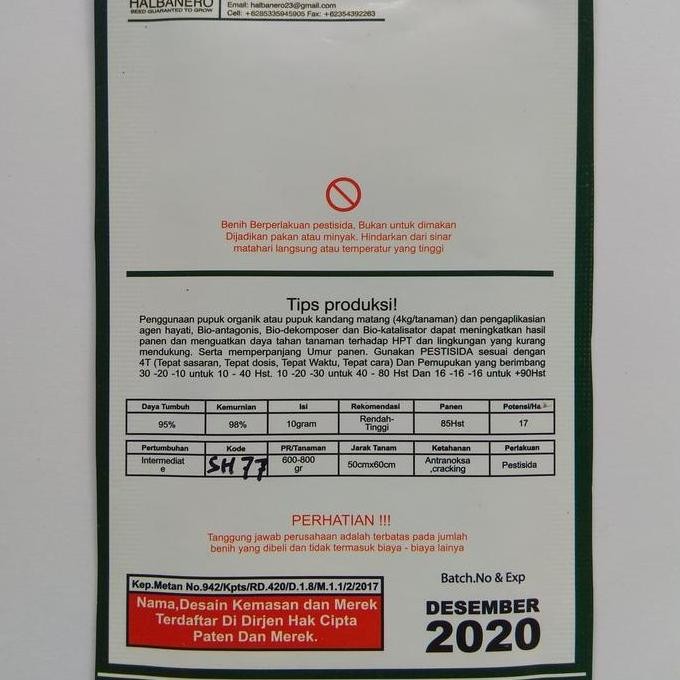 HALBANERO
SEED GUARANTED TO GROW
Email: halbanero23@gmail.com
Cell: +6285335945905 Fax: +62354392263
Benih Berperlakuan pestisida, Bukan untuk dimakan
Dijadikan pakan atau minyak. Hindarkan dari sinar
matahari langsung atau temperatur yang tinggi
Tips produksi!
Penggunaan pupuk organik atau pupuk kandang matang (4kg/tanaman) dan pengaplikasian
agen hayati, Bio-antagonis, Bio-dekomposer dan Bio-katalisator dapat meningkatkan hasil
panen dan menguatkan daya tahan tanaman terhadap HPT dan lingkungan yang kurang
mendukung. Serta memperpanjang Umur panen. Gunakan PESTISIDA sesuai dengan
4T (Tepat sasaran, Tepat dosis, Tepat Waktu, Tepat cara) Dan Pemupukan yang berimbang
30 -20 -10 untuk 10 - 40 Hst. 10 -20 -30 untuk 40 - 80 Hst Dan 16 -16 -16 untuk +90Hst
Daya Tumbuh Kemurnian Isi Rekomendasi Panen Potensi/Ha
95% 98% 10gram Rendah-Tinggi 85Hst 17
Pertumbuhan Kode PR/Tanaman Jarak Tanam Ketahanan Perlakuan
Intermediate SH 77 600-800 gr 50cmx60cm Antranoksa ,cracking Pestisida
PERHATIAN !!!
Tanggung jawab perusahaan adalah terbatas pada jumlah
benih yang dibeli dan tidak termasuk biaya - biaya lainya
Kep.Metan No.942/Kpts/RD.420/D.1.8/M.1.1/2/2017
Nama,Desain Kemasan dan Merek
Terdaftar Di Dirjen Hak Cipta
Paten Dan Merek.
Batch.No & Exp
DESEMBER
2020